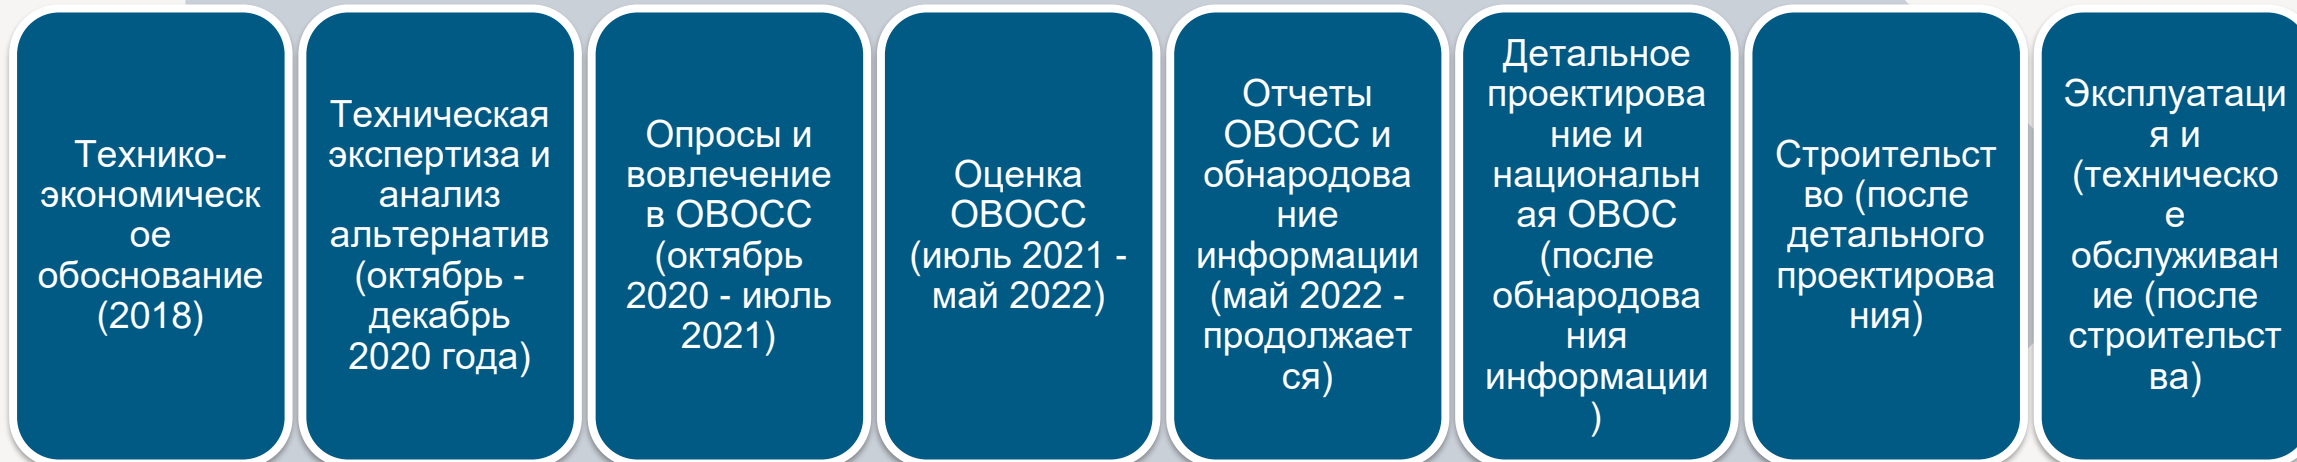 Технико-
экономическ
ое
обоснование
(2018)
Техническая
экспертиза и
анализ
альтернатив
(октябрь -
декабрь
2020 года)
Опросы и
вовлечение
в ОВОСС
(октябрь
2020 - июль
2021)
Оценка
ОВОСС
(июль 2021 -
май 2022)
Отчеты
ОВОСС и
обнародова
ние
информации
(май 2022 -
продолжает
ся)
Детальное
проектирова
ние и
национальн
ая ОВОС
(после
обнародова
ния
информации
)
Строительст
во (после
детального
проектирова
ния)
Эксплуатаци
я и
(техническо
е
обслуживан
ие (после
строительст
ва)